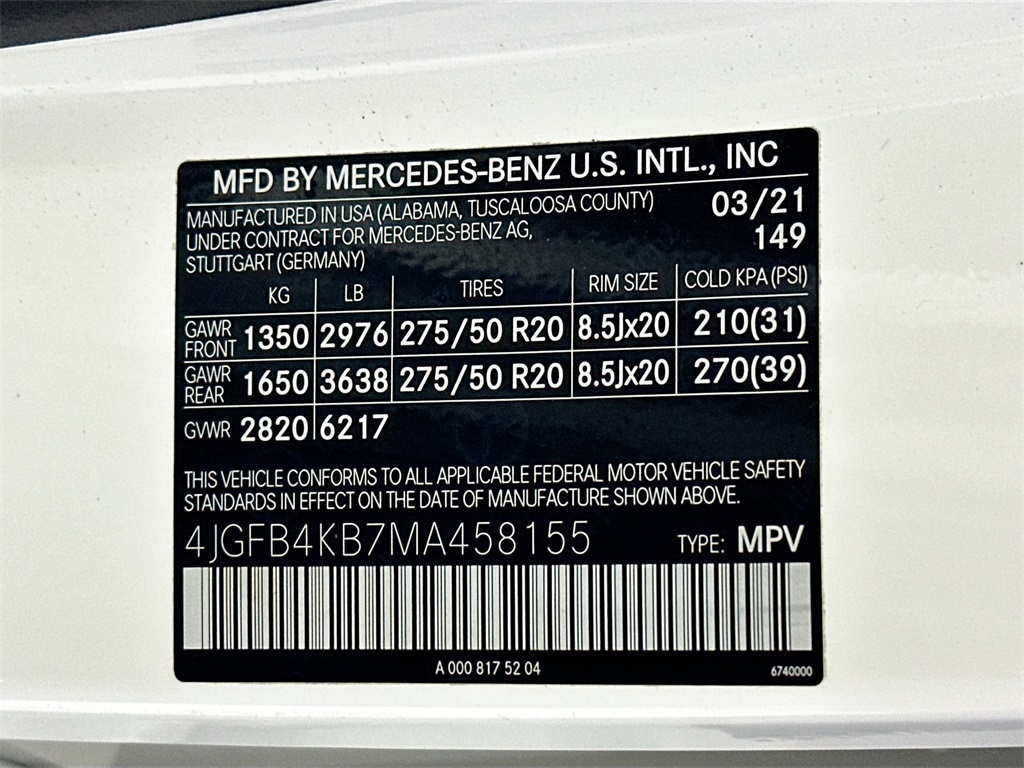 MFD BY MERCEDES-BENZ U.S. INTL., INC
MANUFACTURED IN USA (ALABAMA, TUSCALOOSA COUNTY) 03/21
UNDER CONTRACT FOR MERCEDES-BENZ AG, 149
STUTTGART (GERMANY)
KG LB TIRES RIM SIZE COLD KPA (PSI)
GAWR FRONT 1350 2976 275/50 R20 8.5Jx20 210(31)
GAWR REAR 1650 3638 275/50 R20 8.5Jx20 270(39)
GVWR 2820 6217
THIS VEHICLE CONFORMS TO ALL APPLICABLE FEDERAL MOTOR VEHICLE SAFETY
STANDARDS IN EFFECT ON THE DATE OF MANUFACTURE SHOWN ABOVE.
4JGFB4KB7MA458155 TYPE: MPV
A 000 817 52 04 6740000